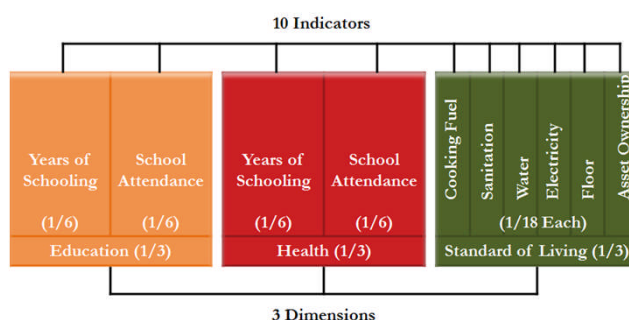 10 Indicators
Years of
Schooling
(1/6)
School
Attendance
(1/6)
Education (1/3)
Years of
Schooling
(1/6)
School
Attendance
(1/6)
Health (1/3)
Cooking Fuel
Sanitation
Water
Electricity
Floor
Asset Ownership
(1/18 Each)
Standard of Living (1/3)
3 Dimensions